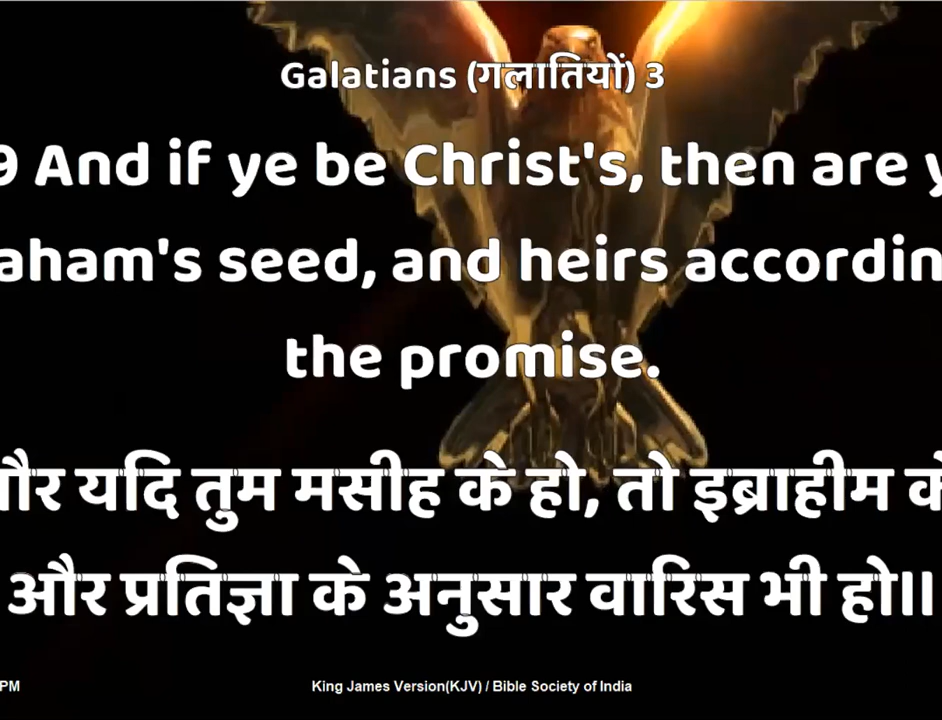 Galatians (गलातियों) 3
9 And if ye be Christ's, then are y
aham's seed, and heirs accordin
the promise.
यदि तुम मसीह के हो, तो इब्राहीम के
और प्रतिज्ञा के अनुसार वारिस भी हो॥
PM
King James Version(KJV) / Bible Society of India